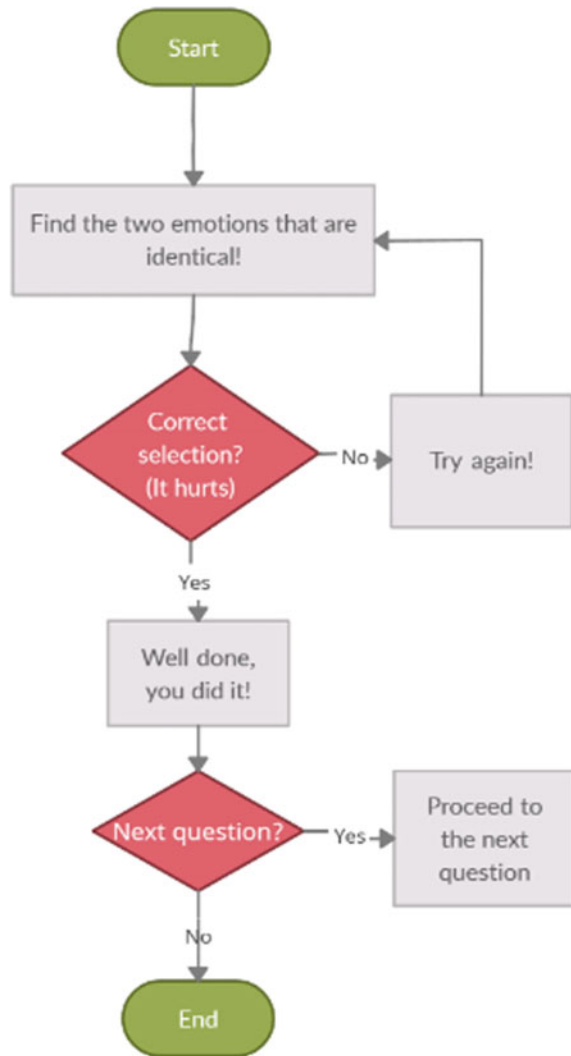 Start
Find the two emotions that are
identical!
Correct
selection?
(It hurts)
No
Try again!
Yes
Well done,
you did it!
Next question?
Yes
Proceed to
the next
question
No
End